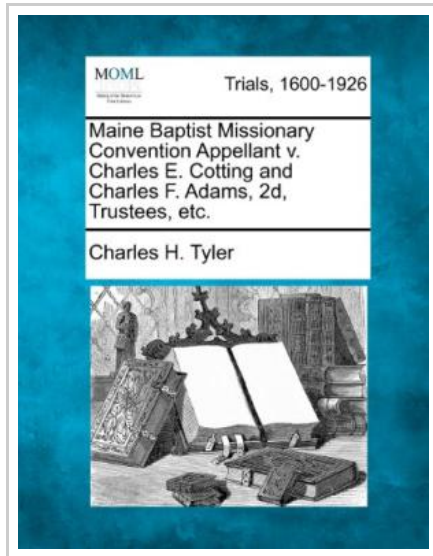 MOML
Trials, 1600-1926
Maine Baptist Missionary
Convention Appellant v.
Charles E. Cotting and
Charles F. Adams, 2d,
Trustees, etc.
Charles H. Tyler